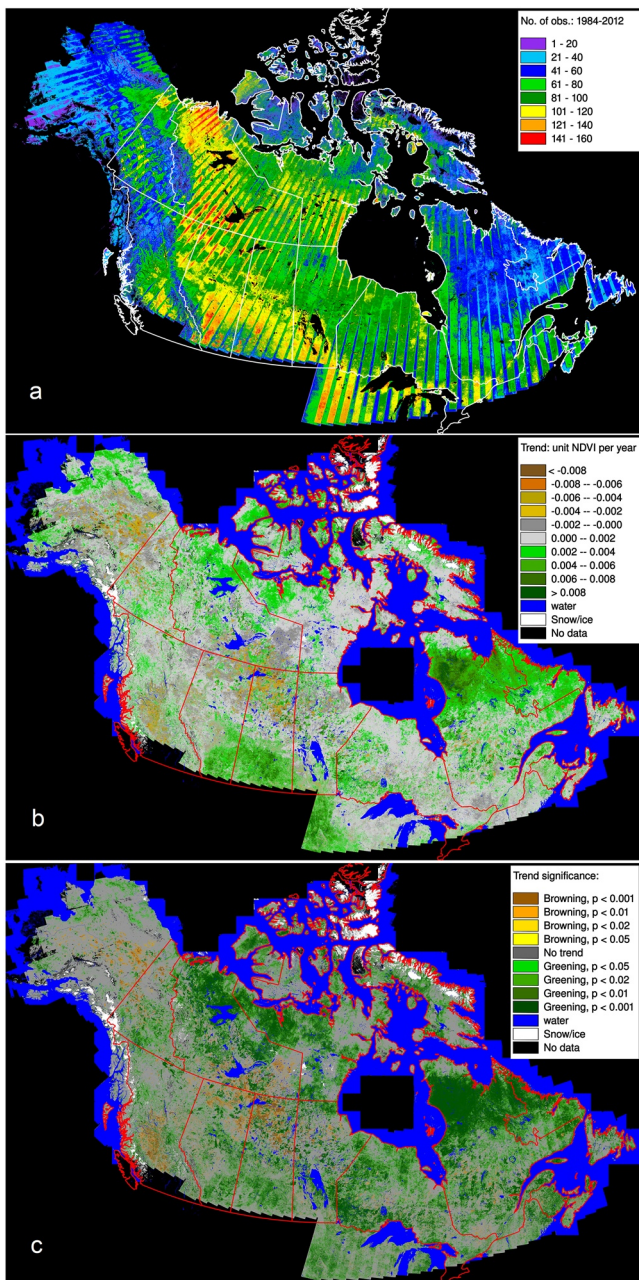 No. of obs.: 1984-2012
1 - 20
21 - 40
41 - 60
61 - 80
81 - 100
101 - 120
121 - 140
141 - 160
a
Trend: unit NDVI per year
< -0.008
-0.008 -- -0.006
-0.006 -- -0.004
-0.004 -- -0.002
-0.002 -- -0.000
0.000 -- 0.002
0.002 -- 0.004
0.004 -- 0.006
0.006 -- 0.008
> 0.008
water
Snow/ice
No data
b
Trend significance:
Browning, p < 0.001
Browning, p < 0.01
Browning, p < 0.02
Browning, p < 0.05
No trend
Greening, p < 0.05
Greening, p < 0.02
Greening, p < 0.01
Greening, p < 0.001
water
Snow/ice
No data
c